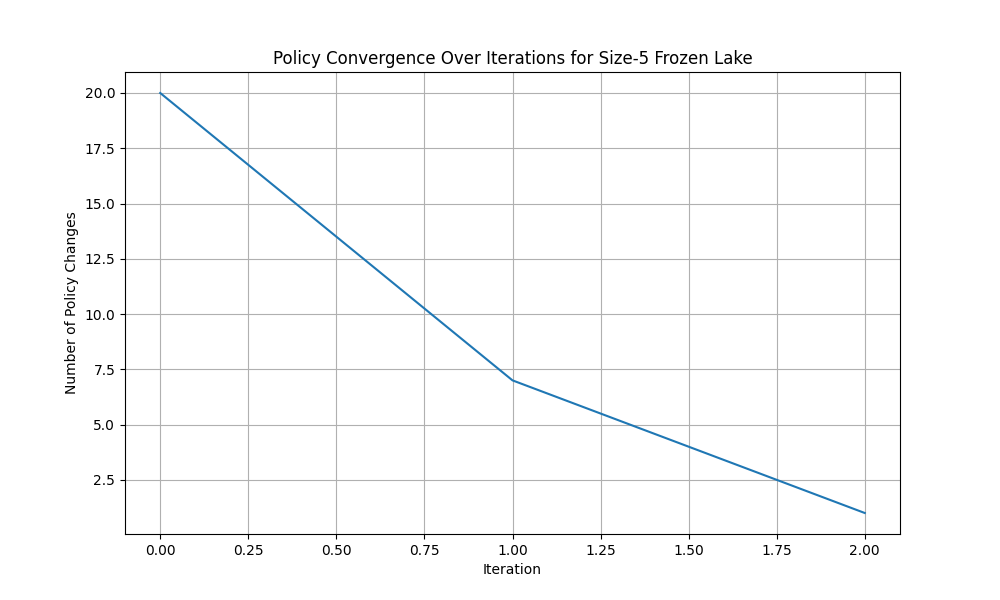 Policy Convergence Over Iterations for Size-5 Frozen Lake
Number of Policy Changes
20.0
17.5
15.0
12.5
10.0
7.5
5.0
2.5
0.00 0.25 0.50 0.75 1.00 1.25 1.50 1.75 2.00
Iteration